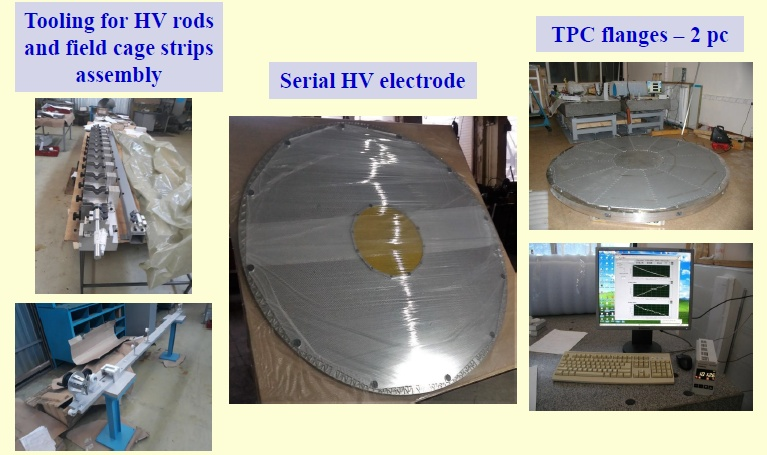 Tooling for HV rods
and field cage strips
assembly
Serial HV electrode
TPC flanges – 2 pc